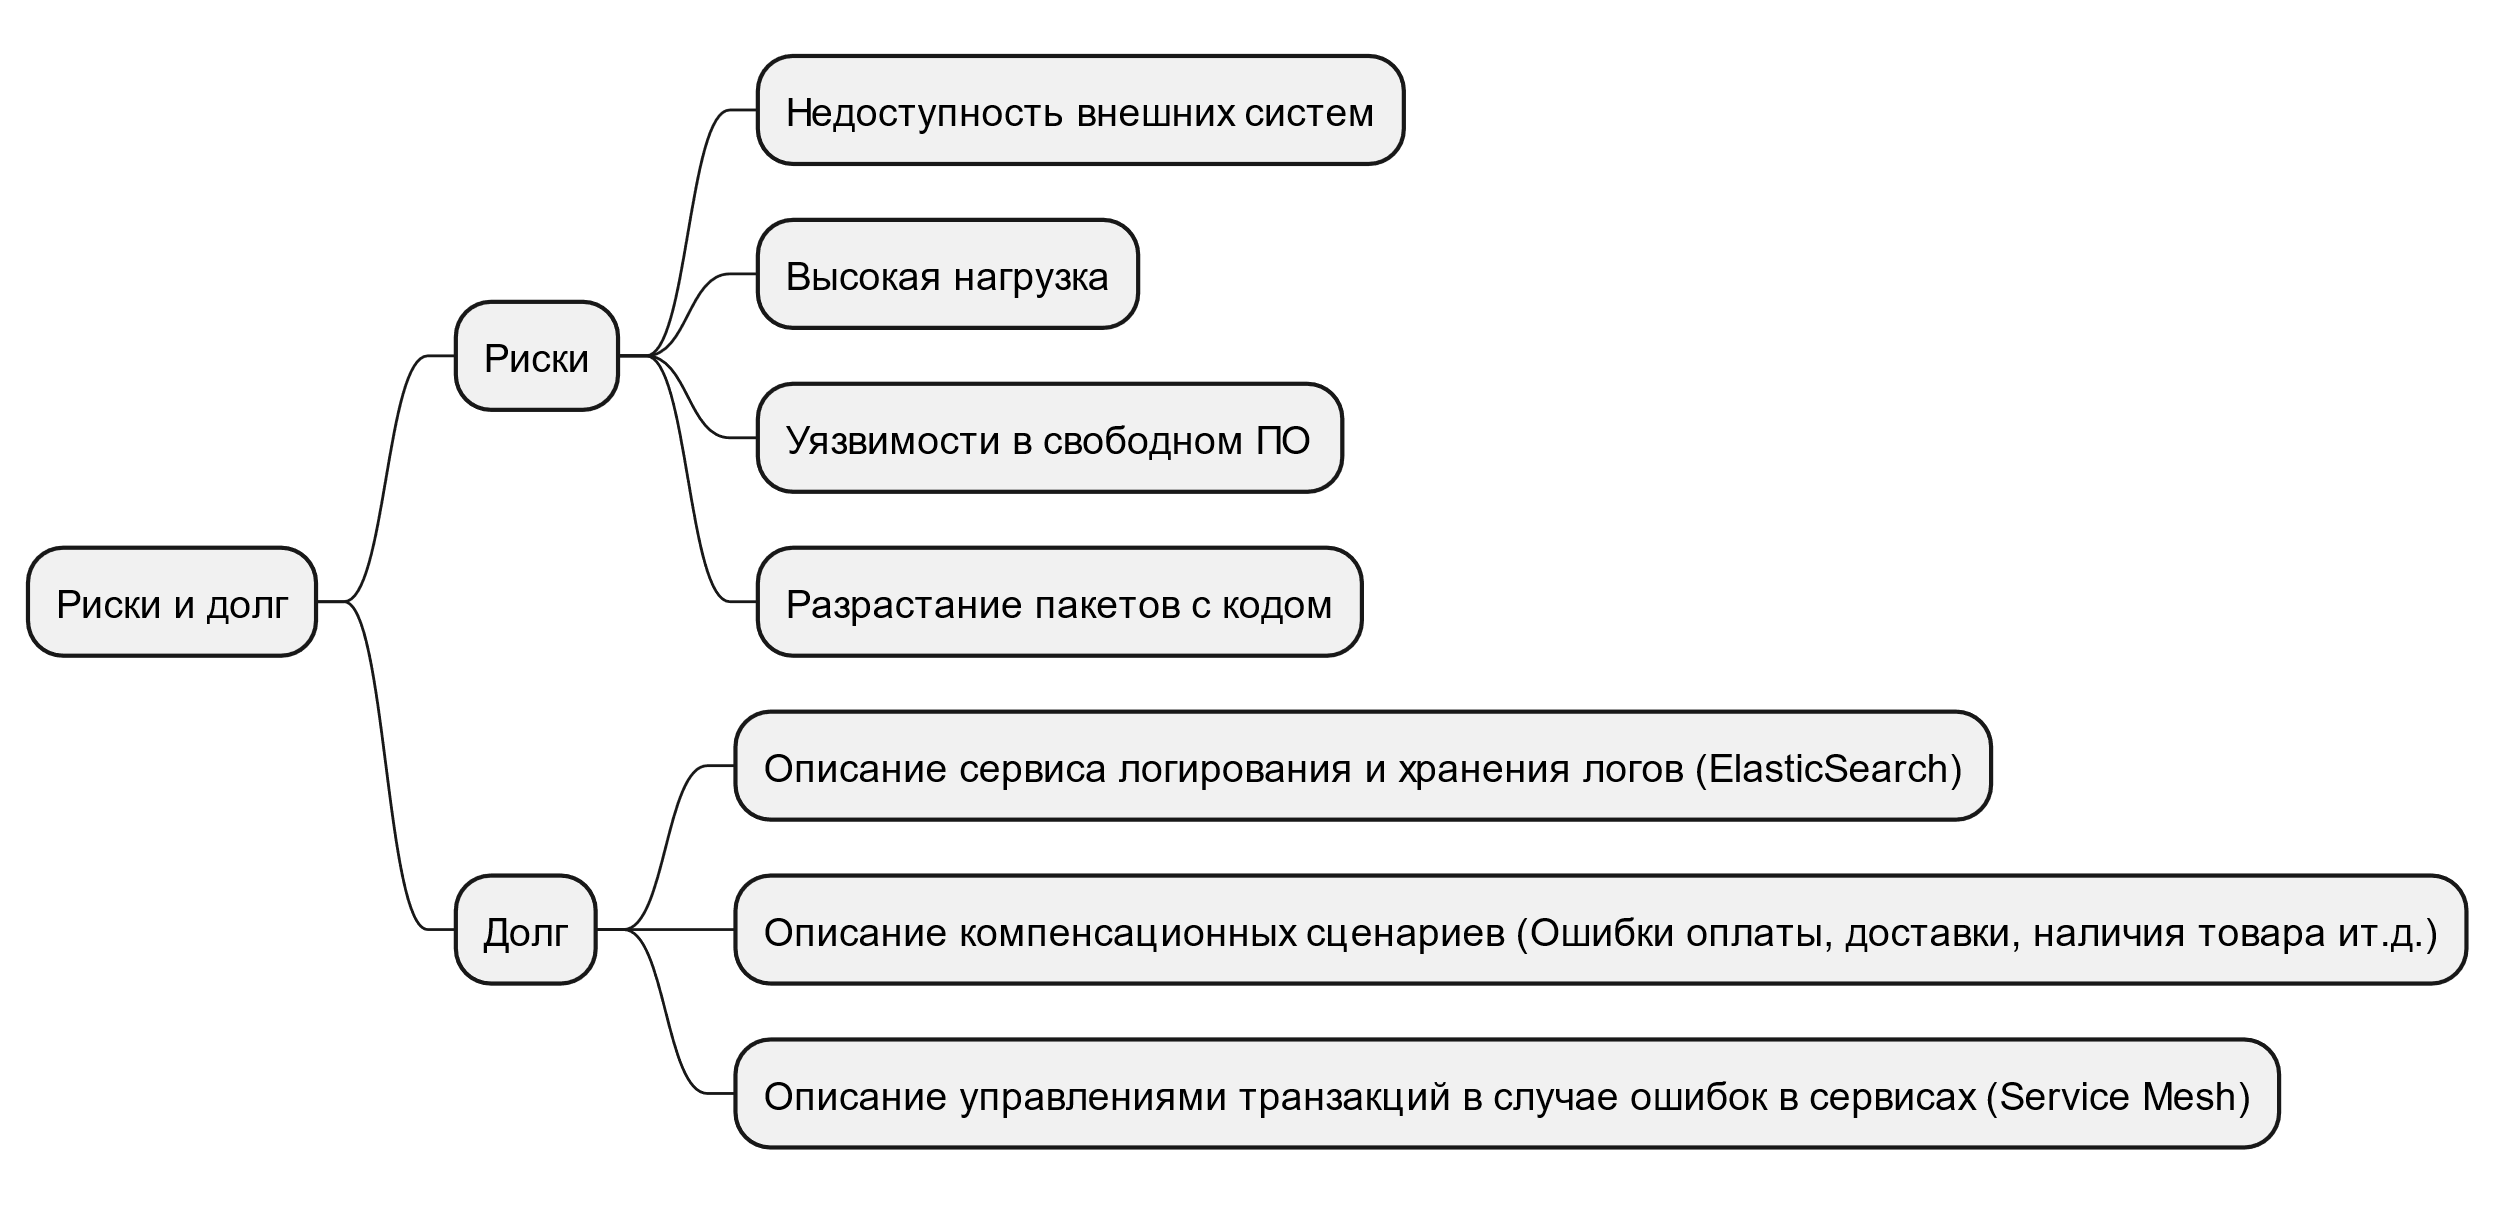 Риски и долг
Риски
Недоступность внешних систем
Высокая нагрузка
Уязвимости в свободном ПО
Разрастание пакетов с кодом
Долг
Описание сервиса логирования и хранения логов (ElasticSearch)
Описание компенсационных сценариев (Ошибки оплаты, доставки, наличия товара ит.д.)
Описание управлениями транзакций в случае ошибок в сервисах (Service Mesh)